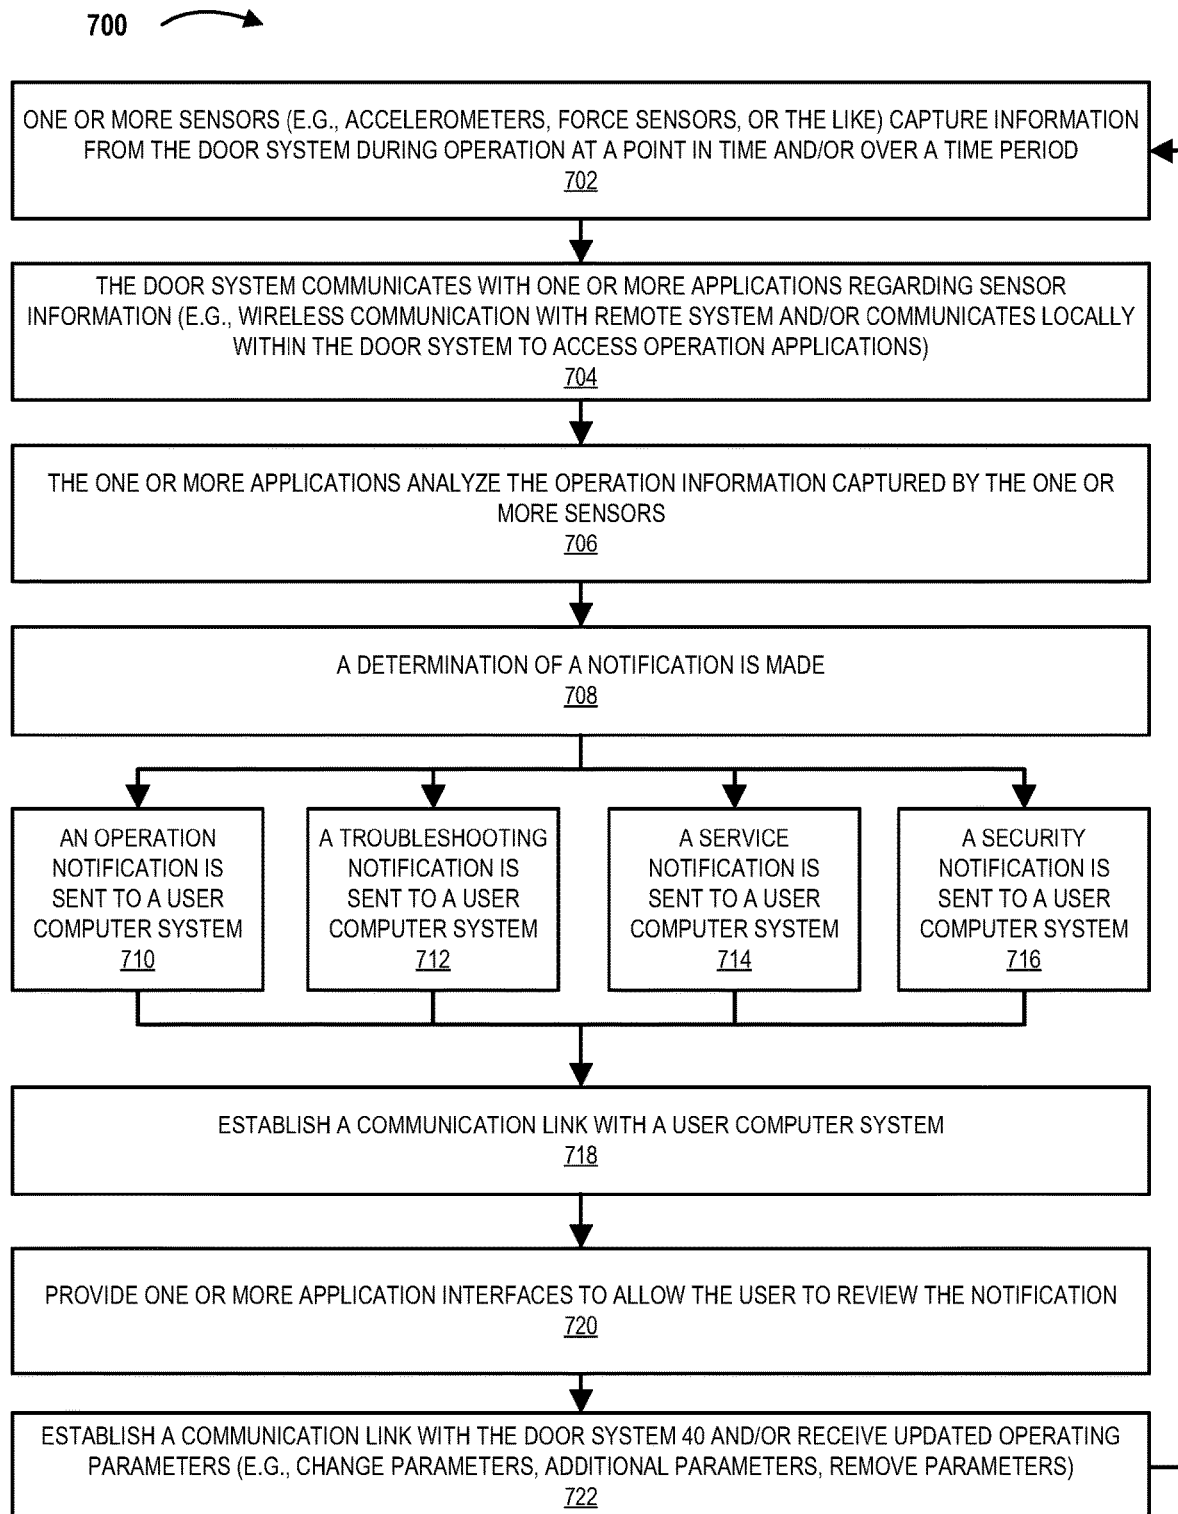 700
ONE OR MORE SENSORS (E.G., ACCELEROMETERS, FORCE SENSORS, OR THE LIKE) CAPTURE INFORMATION
FROM THE DOOR SYSTEM DURING OPERATION AT A POINT IN TIME AND/OR OVER A TIME PERIOD
702
THE DOOR SYSTEM COMMUNICATES WITH ONE OR MORE APPLICATIONS REGARDING SENSOR
INFORMATION (E.G., WIRELESS COMMUNICATION WITH REMOTE SYSTEM AND/OR COMMUNICATES LOCALLY
WITHIN THE DOOR SYSTEM TO ACCESS OPERATION APPLICATIONS)
704
THE ONE OR MORE APPLICATIONS ANALYZE THE OPERATION INFORMATION CAPTURED BY THE ONE OR
MORE SENSORS
706
A DETERMINATION OF A NOTIFICATION IS MADE
708
AN OPERATION
NOTIFICATION IS
SENT TO A USER
COMPUTER SYSTEM
710
A TROUBLESHOOTING
NOTIFICATION IS
SENT TO A USER
COMPUTER SYSTEM
712
A SERVICE
NOTIFICATION IS
SENT TO A USER
COMPUTER SYSTEM
714
A SECURITY
NOTIFICATION IS
SENT TO A USER
COMPUTER SYSTEM
716
ESTABLISH A COMMUNICATION LINK WITH A USER COMPUTER SYSTEM
718
PROVIDE ONE OR MORE APPLICATION INTERFACES TO ALLOW THE USER TO REVIEW THE NOTIFICATION
720
ESTABLISH A COMMUNICATION LINK WITH THE DOOR SYSTEM 40 AND/OR RECEIVE UPDATED OPERATING
PARAMETERS (E.G., CHANGE PARAMETERS, ADDITIONAL PARAMETERS, REMOVE PARAMETERS)
722